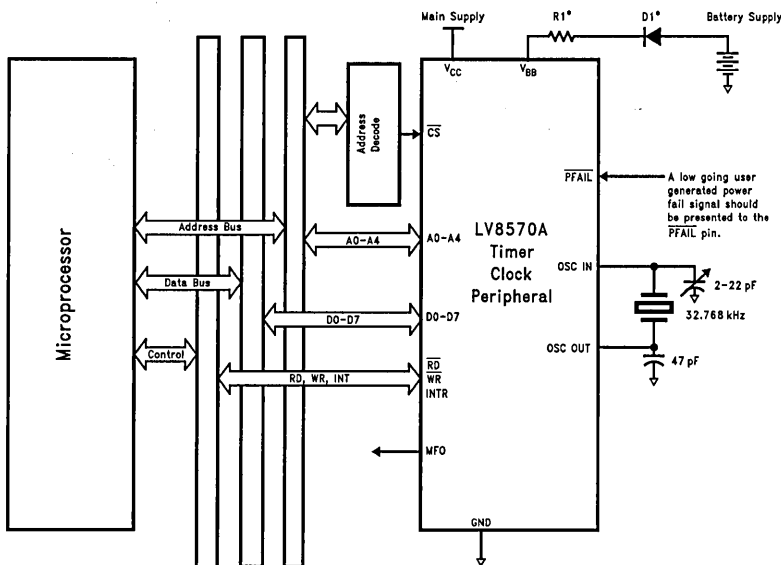 Main Supply
R1*
D1*
Battery Supply
VCC
VBB
Address
Decode
CS
PFAIL
A low going user
generated power
fail signal should
be presented to the
PFAIL pin.
Microprocessor
Address Bus
A0-A4
A0-A4
LV8570A
Timer
Clock
Peripheral
OSC IN
2-22 pF
Data Bus
D0-D7
D0-D7
32.768 kHz
Control
OSC OUT
47 pF
RD, WR, INT
RD
WR
INTR
MFO
GND